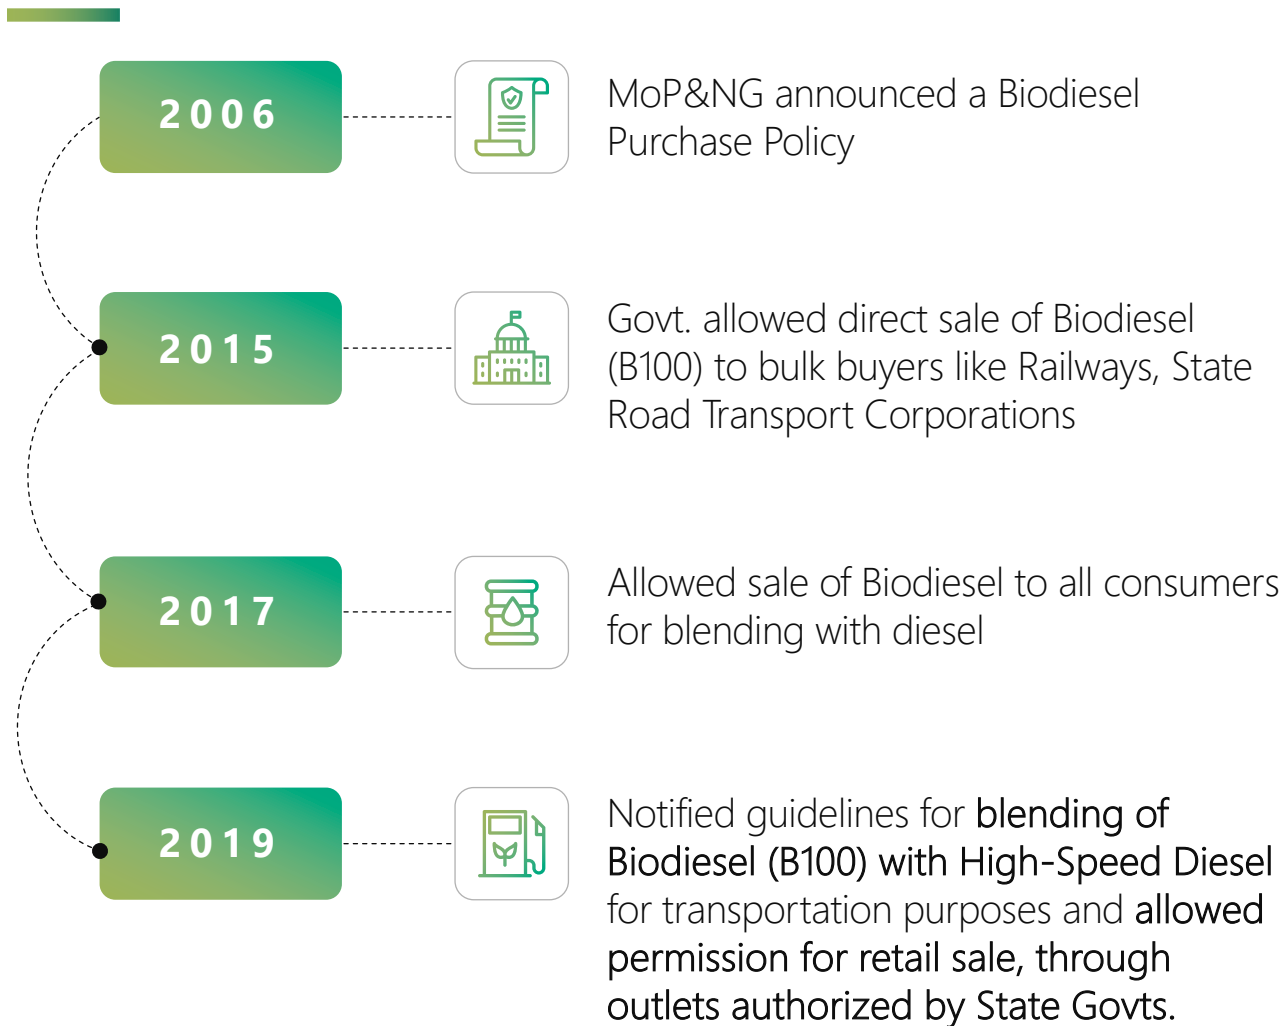 2006
MoP&NG announced a Biodiesel
Purchase Policy
2015
Govt. allowed direct sale of Biodiesel
(B100) to bulk buyers like Railways, State
Road Transport Corporations
2017
Allowed sale of Biodiesel to all consumers
for blending with diesel
2019
Notified guidelines for blending of
Biodiesel (B100) with High-Speed Diesel
for transportation purposes and allowed
permission for retail sale, through
outlets authorized by State Govts.